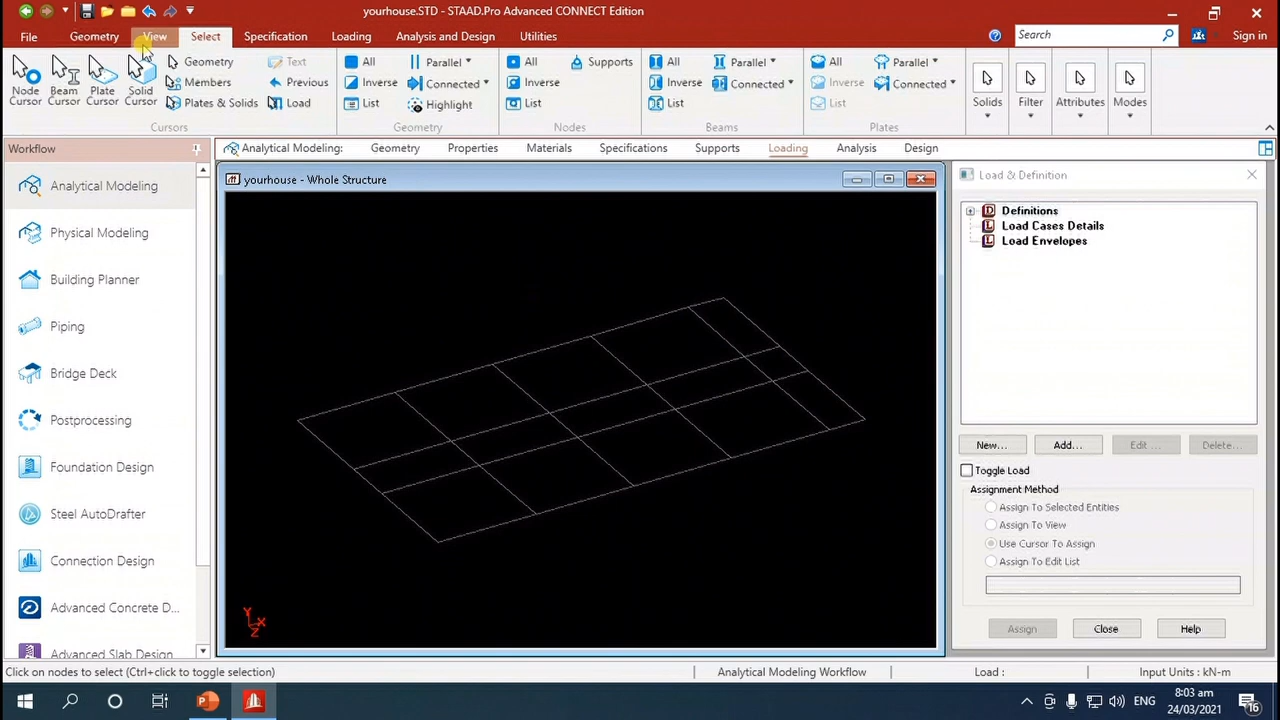 yourhouse.STD - STAAD.Pro Advanced CONNECT Edition
File Geometry View Select Specification Loading Analysis and Design Utilities Search Sign in
Node Cursor
Beam Cursor
Plate Cursor
Solid Cursor
Geometry
Members
Plates & Solids
Text
Previous
Load
Cursors
All
Inverse
List
Parallel
Connected
Highlight
Geometry
All
Inverse
List
Supports
Nodes
All
Inverse
List
Parallel
Connected
Beams
All
Inverse
List
Parallel
Connected
Plates
Solids
Filter
Attributes
Modes
Workflow
Analytical Modeling: Geometry Properties Materials Specifications Supports Loading Analysis Design
Analytical Modeling
Physical Modeling
Building Planner
Piping
Bridge Deck
Postprocessing
Foundation Design
Steel AutoDrafter
Connection Design
Advanced Concrete D...
Advanced Slab Design
yourhouse - Whole Structure
Y
X
Z
Load & Definition
D Definitions
L Load Cases Details
L Load Envelopes
New... Add... Edit ... Delete...
Toggle Load
Assignment Method
Assign To Selected Entities
Assign To View
Use Cursor To Assign
Assign To Edit List
Assign Close Help
Click on nodes to select (Ctrl+click to toggle selection) Analytical Modeling Workflow Load : Input Units : kN-m
ENG
8:03 am
24/03/2021
16